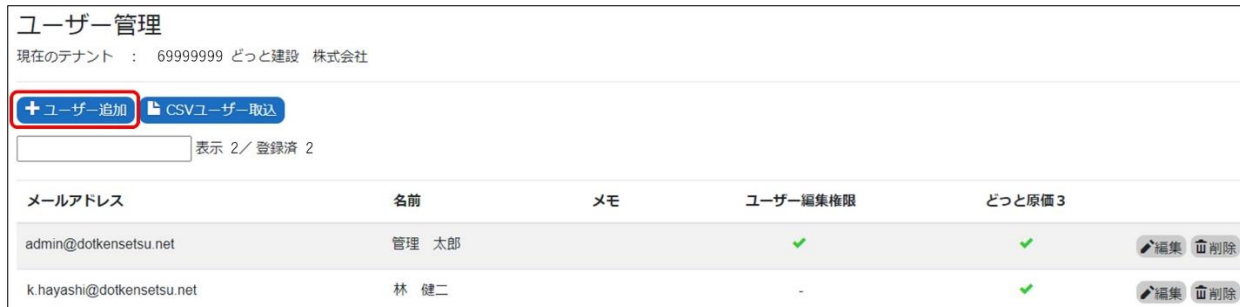 ユーザー管理
現在のテナント ： 69999999 どっと建設 株式会社
ユーザー追加 CSVユーザー取込
表示 2／登録済 2
メールアドレス 名前 メモ ユーザー編集権限 どっと原価３
admin@dotkensetsu.net 管理 太郎 編集 削除
k.hayashi@dotkensetsu.net 林 健二 - 編集 削除